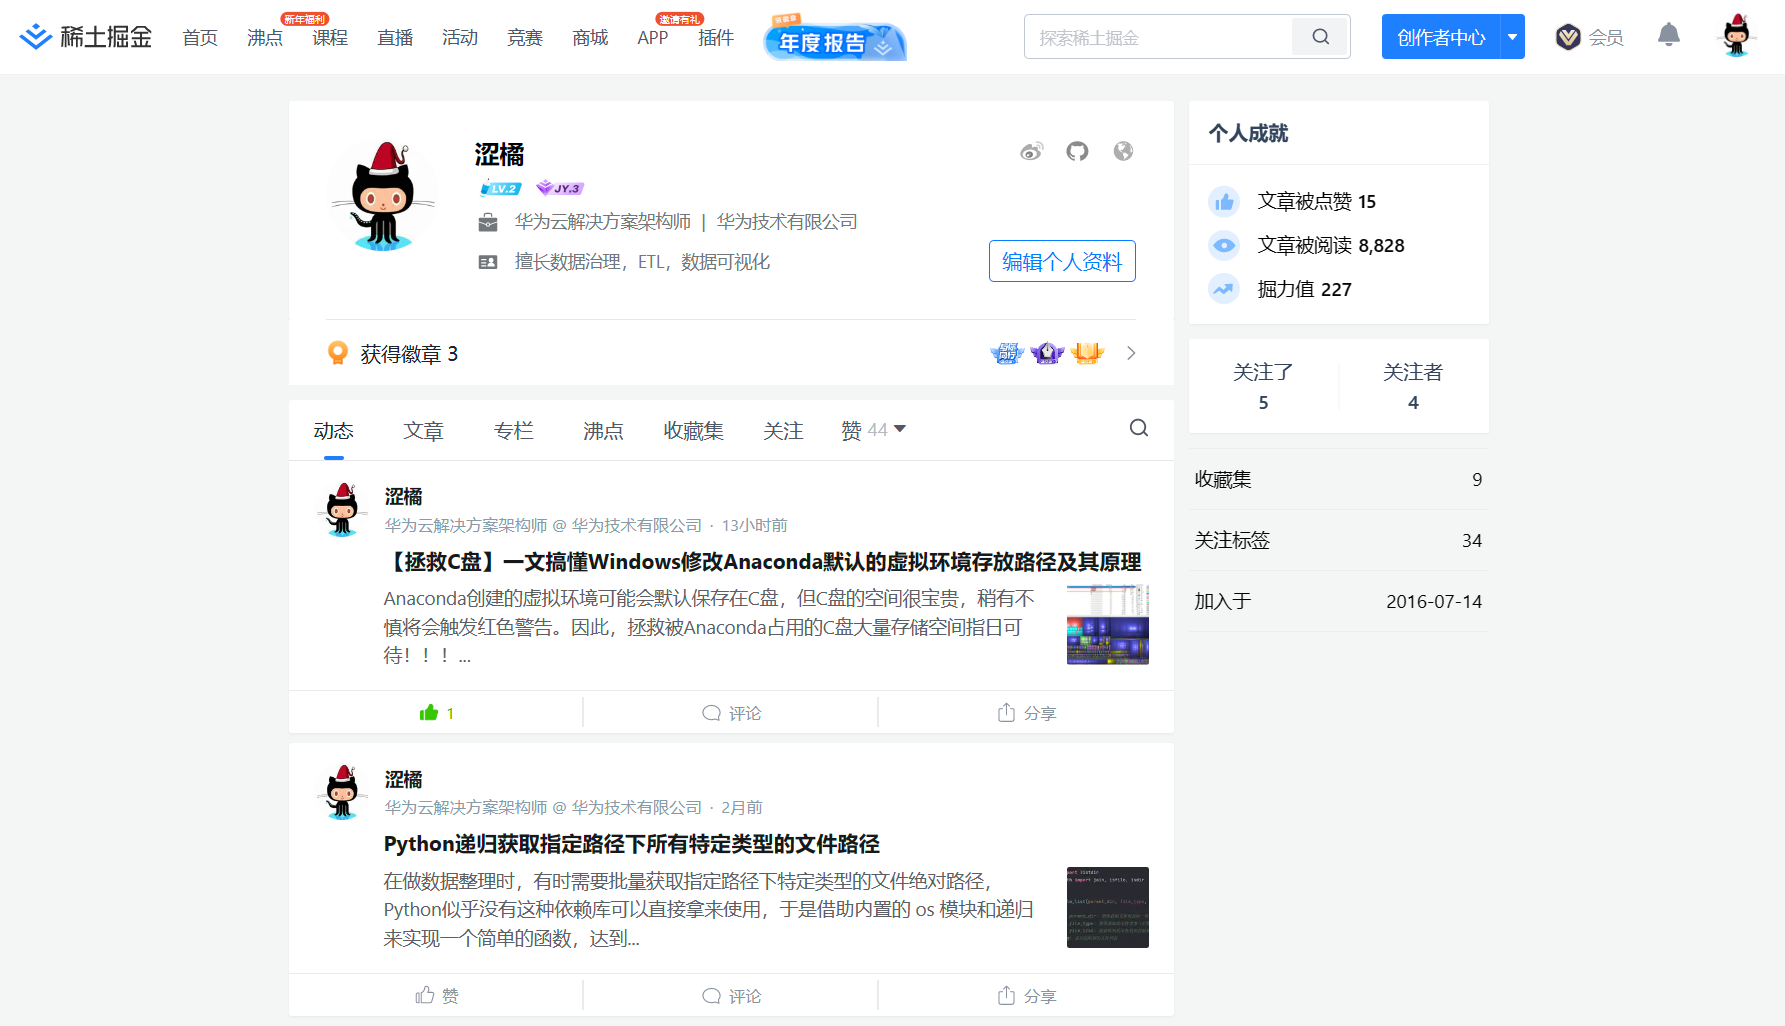 稀土掘金
首页
沸点
新年福利
课程
直播
活动
竞赛
商城
APP
邀请有礼
插件
年度报告
探索稀土掘金
创作者中心
会员
涩橘
LV.2
JY.3
华为云解决方案架构师 | 华为技术有限公司
擅长数据治理，ETL，数据可视化
编辑个人资料
获得徽章 3
动态
文章
专栏
沸点
收藏集
关注
赞 44
涩橘
华为云解决方案架构师 @ 华为技术有限公司 · 13小时前
【拯救C盘】一文搞懂Windows修改Anaconda默认的虚拟环境存放路径及其原理
Anaconda创建的虚拟环境可能会默认保存在C盘，但C盘的空间很宝贵，稍有不
慎将会触发红色警告。因此，拯救被Anaconda占用的C盘大量存储空间指日可
待！！！...
1
评论
分享
涩橘
华为云解决方案架构师 @ 华为技术有限公司 · 2月前
Python递归获取指定路径下所有特定类型的文件路径
在做数据整理时，有时需要批量获取指定路径下特定类型的文件绝对路径，
Python似乎没有这种依赖库可以直接拿来使用，于是借助内置的 os 模块和递归
来实现一个简单的函数，达到...
赞
评论
分享
个人成就
文章被点赞 15
文章被阅读 8,828
掘力值 227
关注了
5
关注者
4
收藏集 9
关注标签 34
加入于 2016-07-14